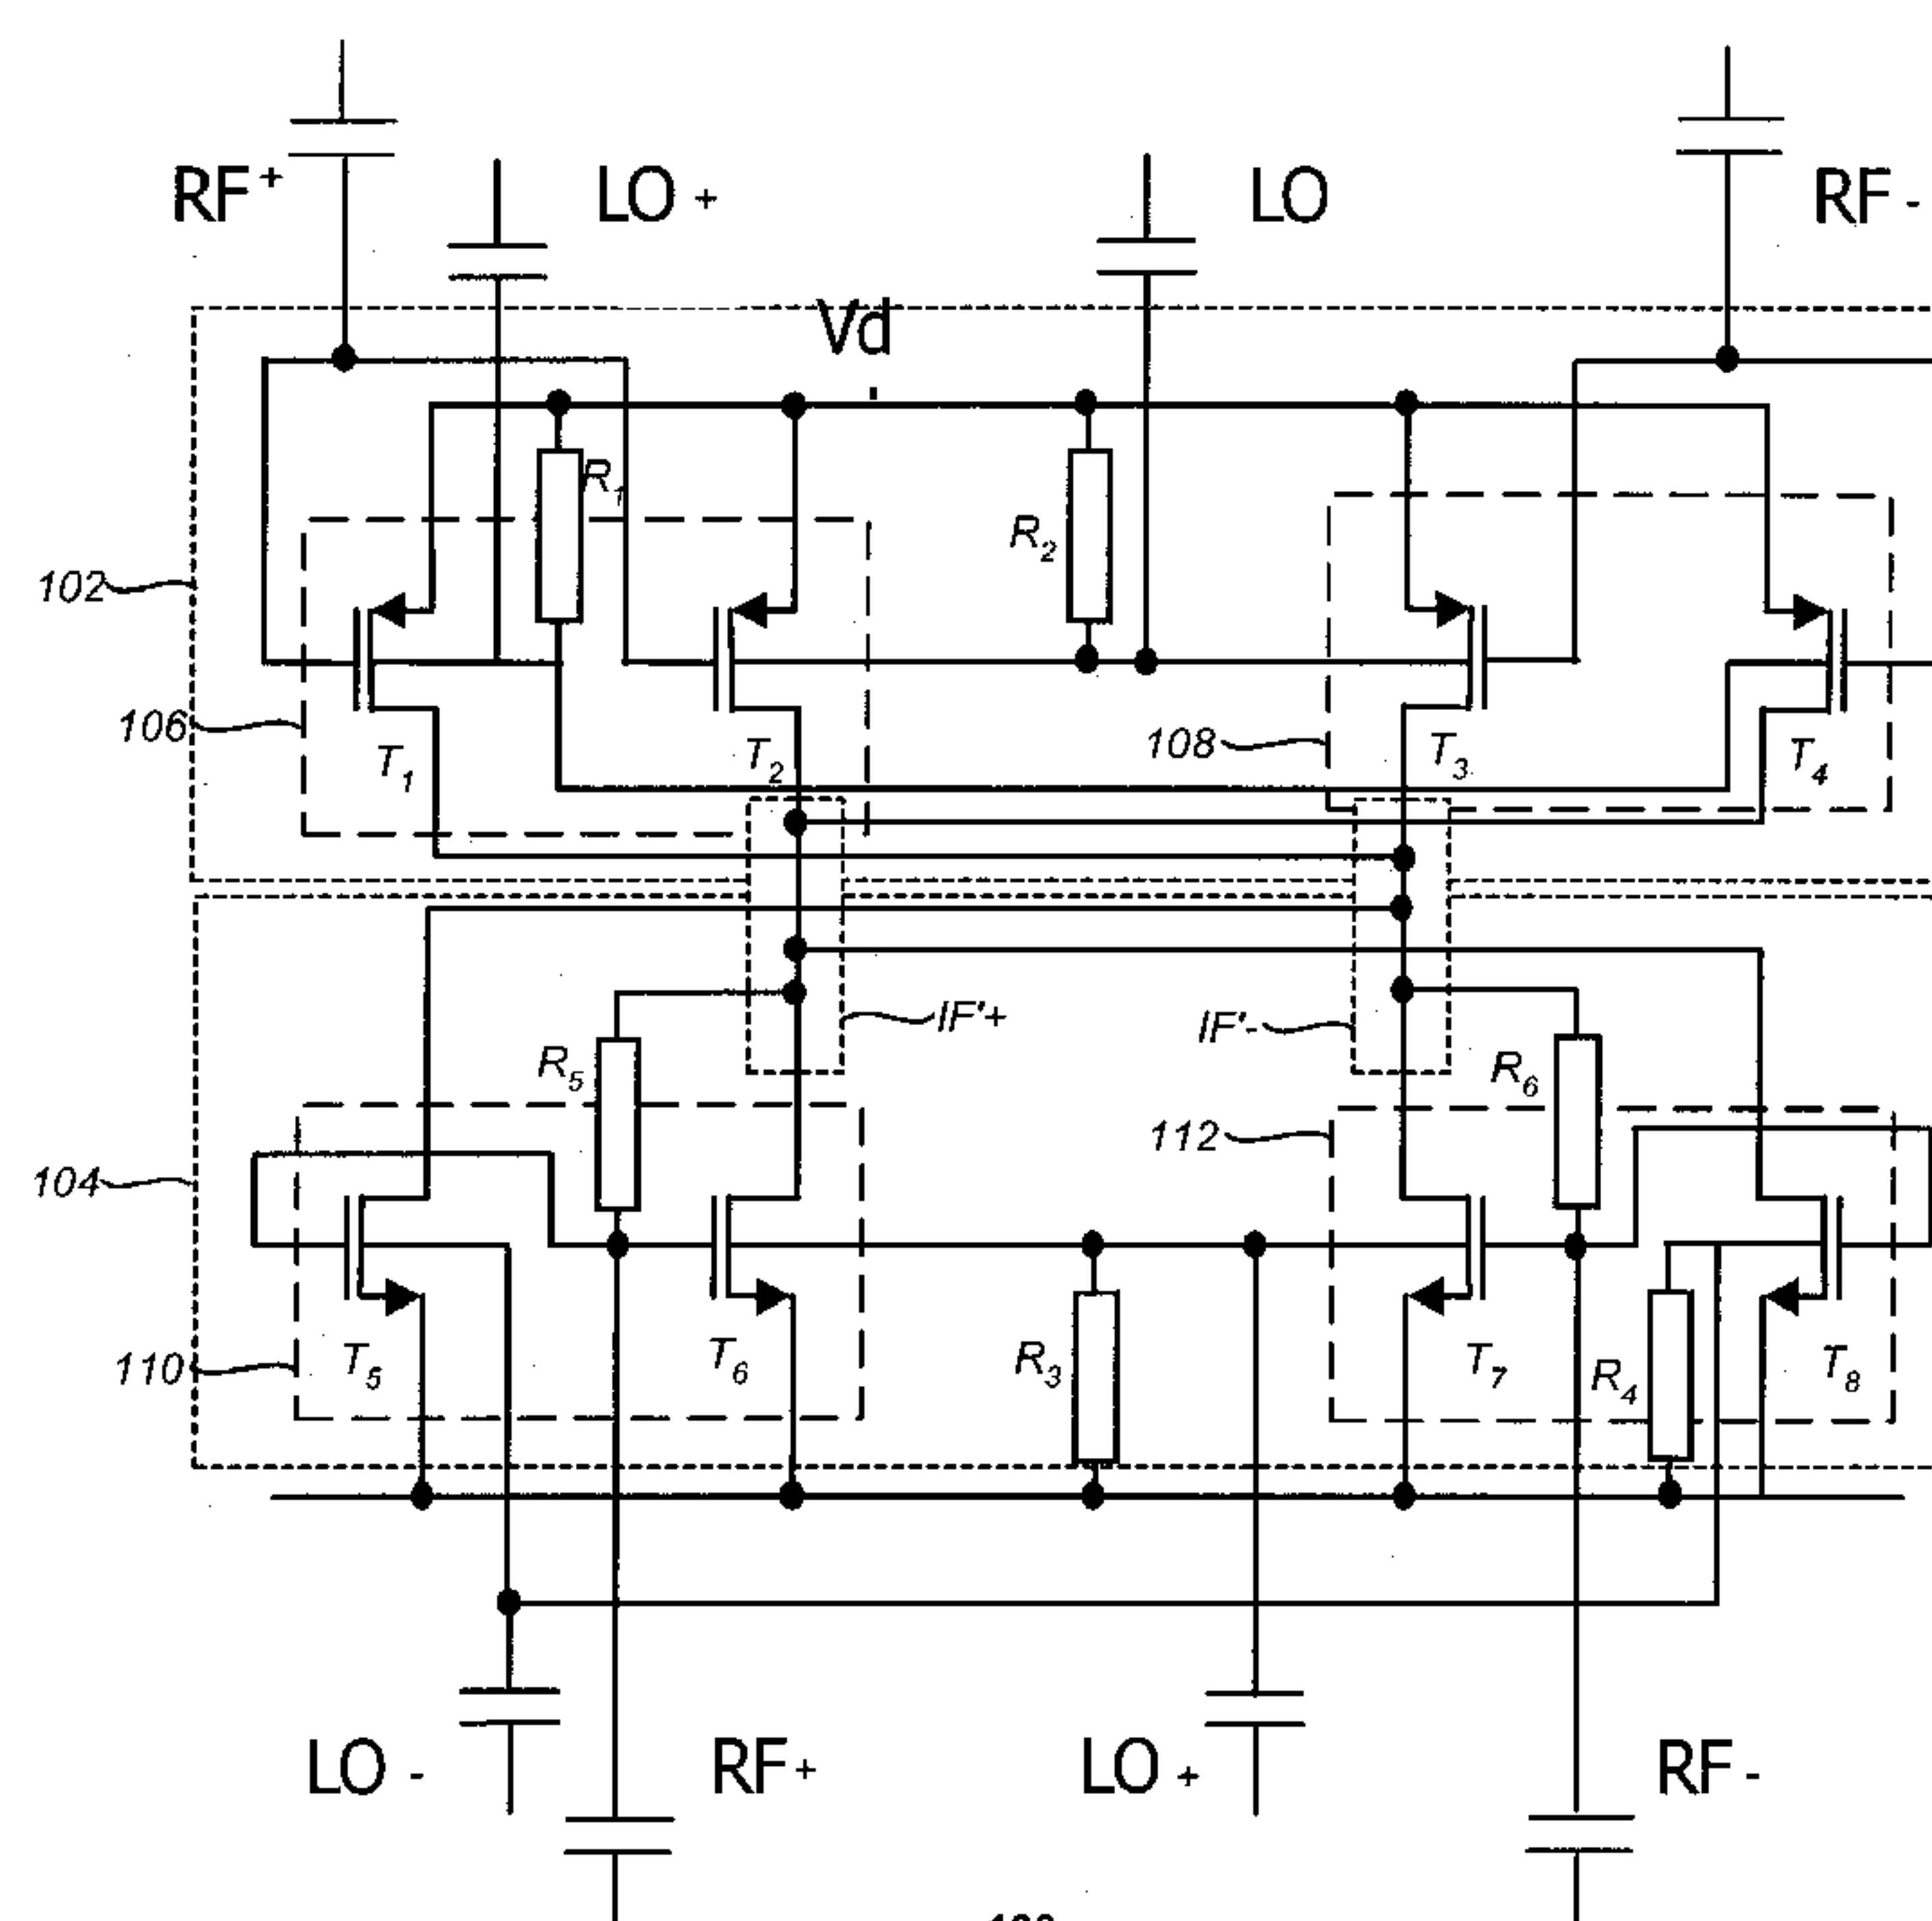 RF+
LO +
LO
RF -
Vd
R1
R2
102
106
T1
T2
108
T3
T4
IF'+
IF'-
R5
R6
112
104
110
T5
T6
R3
T7
R4
T8
LO -
RF+
LO +
RF -